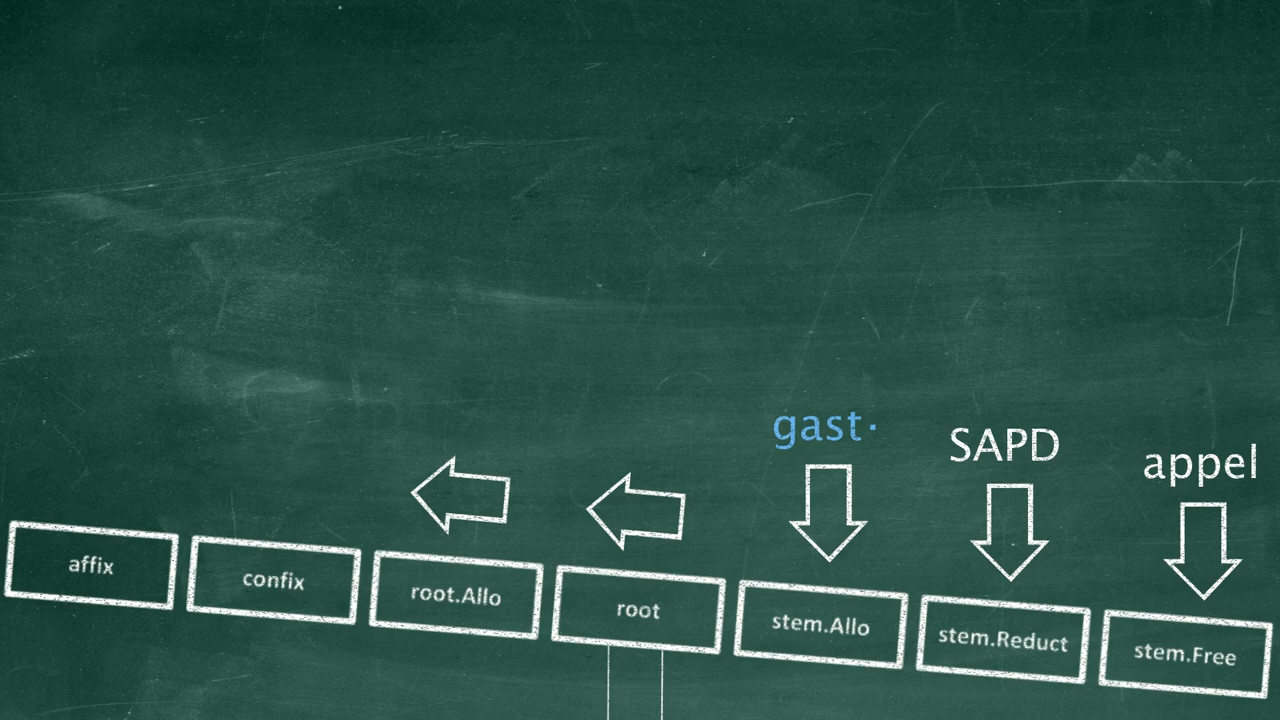 gast·
SAPD
appel
affix
confix
root.Allo
root
stem.Allo
stem.Reduct
stem.Free